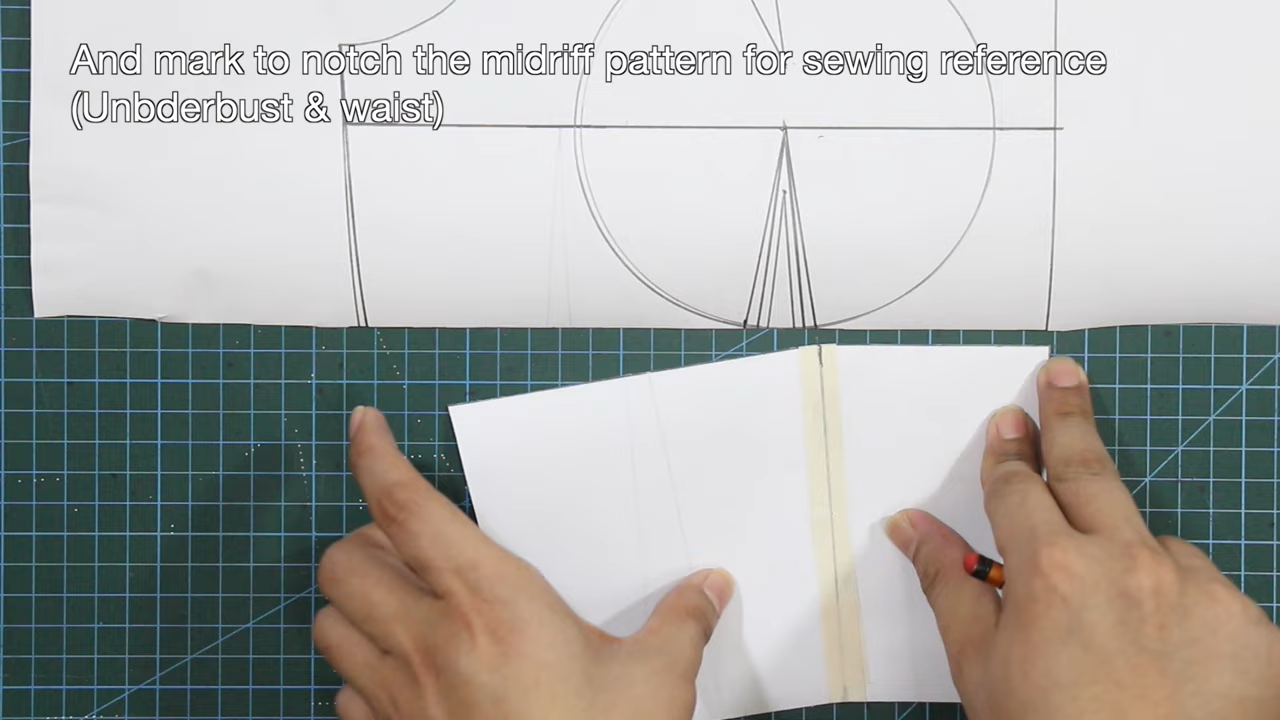 And mark to notch the midriff pattern for sewing reference
(Unbderbust & waist)